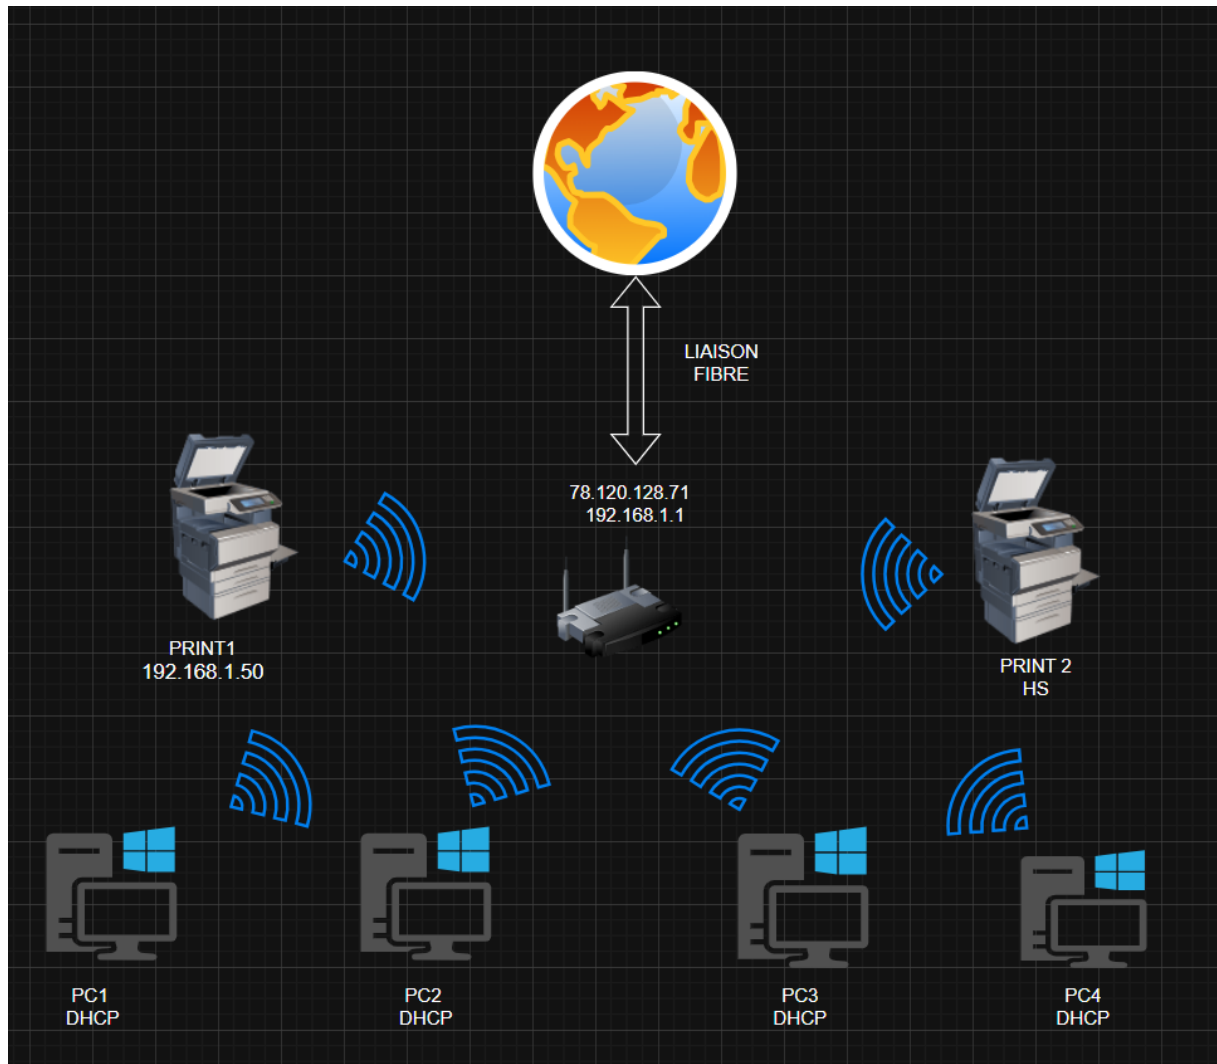 LIAISON
FIBRE
78.120.128.71
192.168.1.1
PRINT1
192.168.1.50
PRINT 2
HS
PC1
DHCP
PC2
DHCP
PC3
DHCP
PC4
DHCP